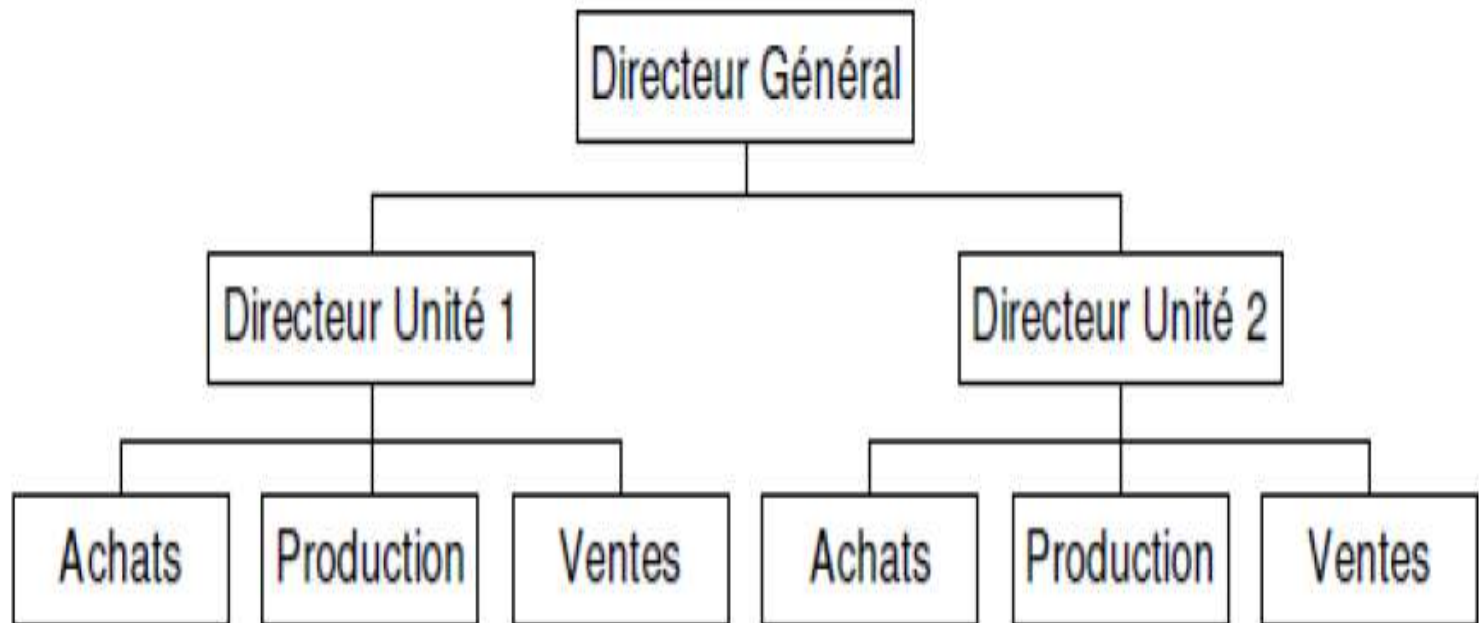 Directeur Général
Directeur Unité 1
Directeur Unité 2
Achats
Production
Ventes
Achats
Production
Ventes